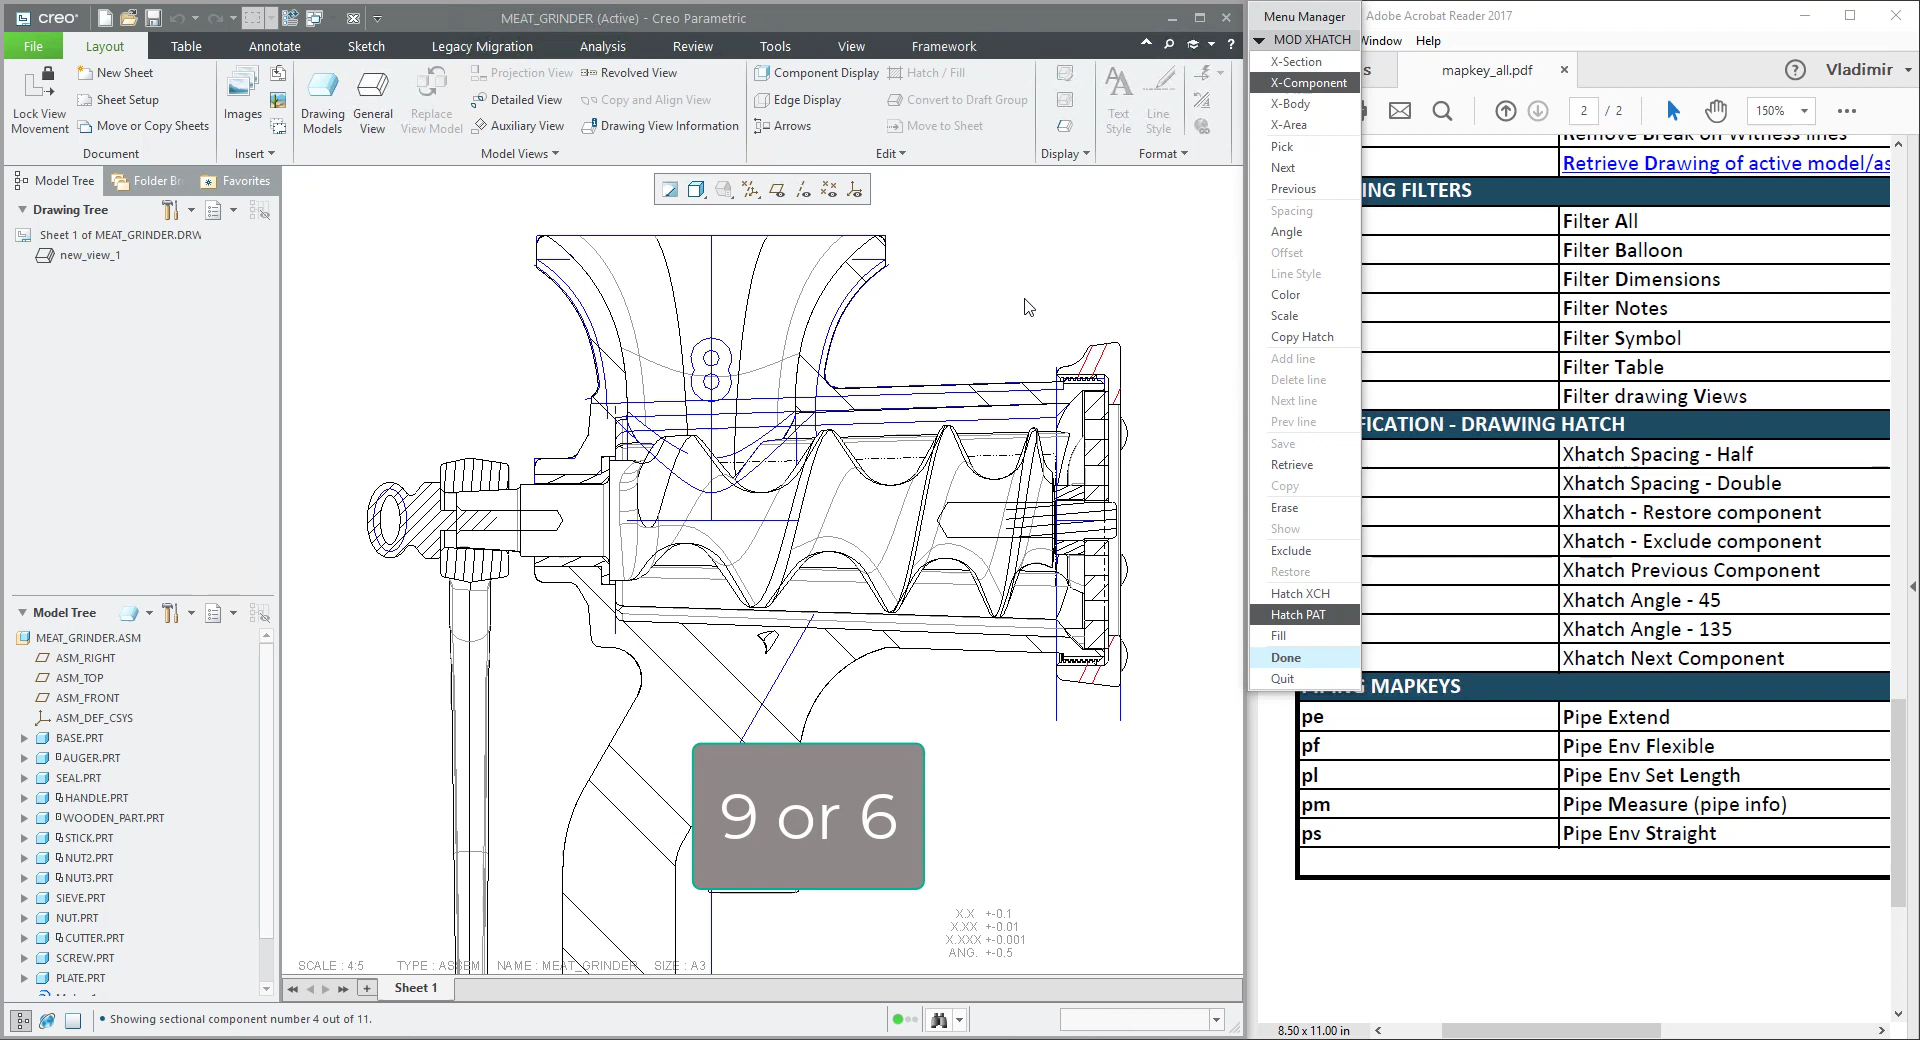 creo
MEAT_GRINDER (Active) - Creo Parametric
File
Layout
Table
Annotate
Sketch
Legacy Migration
Analysis
Review
Tools
View
Framework
Lock View
Movement
New Sheet
Sheet Setup
Move or Copy Sheets
Document
Images
Insert
Drawing
Models
General
View
Replace
View Model
Projection View
Detailed View
Auxiliary View
Revolved View
Copy and Align View
Drawing View Information
Model Views
Component Display
Edge Display
Arrows
Hatch / Fill
Convert to Draft Group
Move to Sheet
Edit
Display
Text
Style
Line
Style
Format
Model Tree
Folder Br
Favorites
Drawing Tree
Sheet 1 of MEAT_GRINDER.DRW
new_view_1
Model Tree
MEAT_GRINDER.ASM
ASM_RIGHT
ASM_TOP
ASM_FRONT
ASM_DEF_CSYS
BASE.PRT
AUGER.PRT
SEAL.PRT
HANDLE.PRT
WOODEN_PART.PRT
STICK.PRT
NUT2.PRT
NUT3.PRT
SIEVE.PRT
NUT.PRT
CUTTER.PRT
SCREW.PRT
PLATE.PRT
8
9 or 6
X.X +-0.1
X.XX +-0.01
X.XXX +-0.001
ANG. +-0.5
SCALE : 4:5 TYPE : ASSEM NAME : MEAT_GRINDER SIZE : A3
Sheet 1
• Showing sectional component number 4 out of 11.
Menu Manager
MOD XHATCH
X-Section
X-Component
X-Body
X-Area
Pick
Next
Previous
Spacing
Angle
Offset
Line Style
Color
Scale
Copy Hatch
Add line
Delete line
Next line
Prev line
Save
Retrieve
Copy
Erase
Show
Exclude
Restore
Hatch XCH
Hatch PAT
Fill
Done
Quit
Adobe Acrobat Reader 2017
Window Help
s
mapkey_all.pdf
Vladimir
2 / 2
150%
Remove Break on Witness lines
Retrieve Drawing of active model/as
ING FILTERS
Filter All
Filter Balloon
Filter Dimensions
Filter Notes
Filter Symbol
Filter Table
Filter drawing Views
FICATION - DRAWING HATCH
Xhatch Spacing - Half
Xhatch Spacing - Double
Xhatch - Restore component
Xhatch - Exclude component
Xhatch Previous Component
Xhatch Angle - 45
Xhatch Angle - 135
Xhatch Next Component
PIPING MAPKEYS
pe Pipe Extend
pf Pipe Env Flexible
pl Pipe Env Set Length
pm Pipe Measure (pipe info)
ps Pipe Env Straight
8.50 x 11.00 in